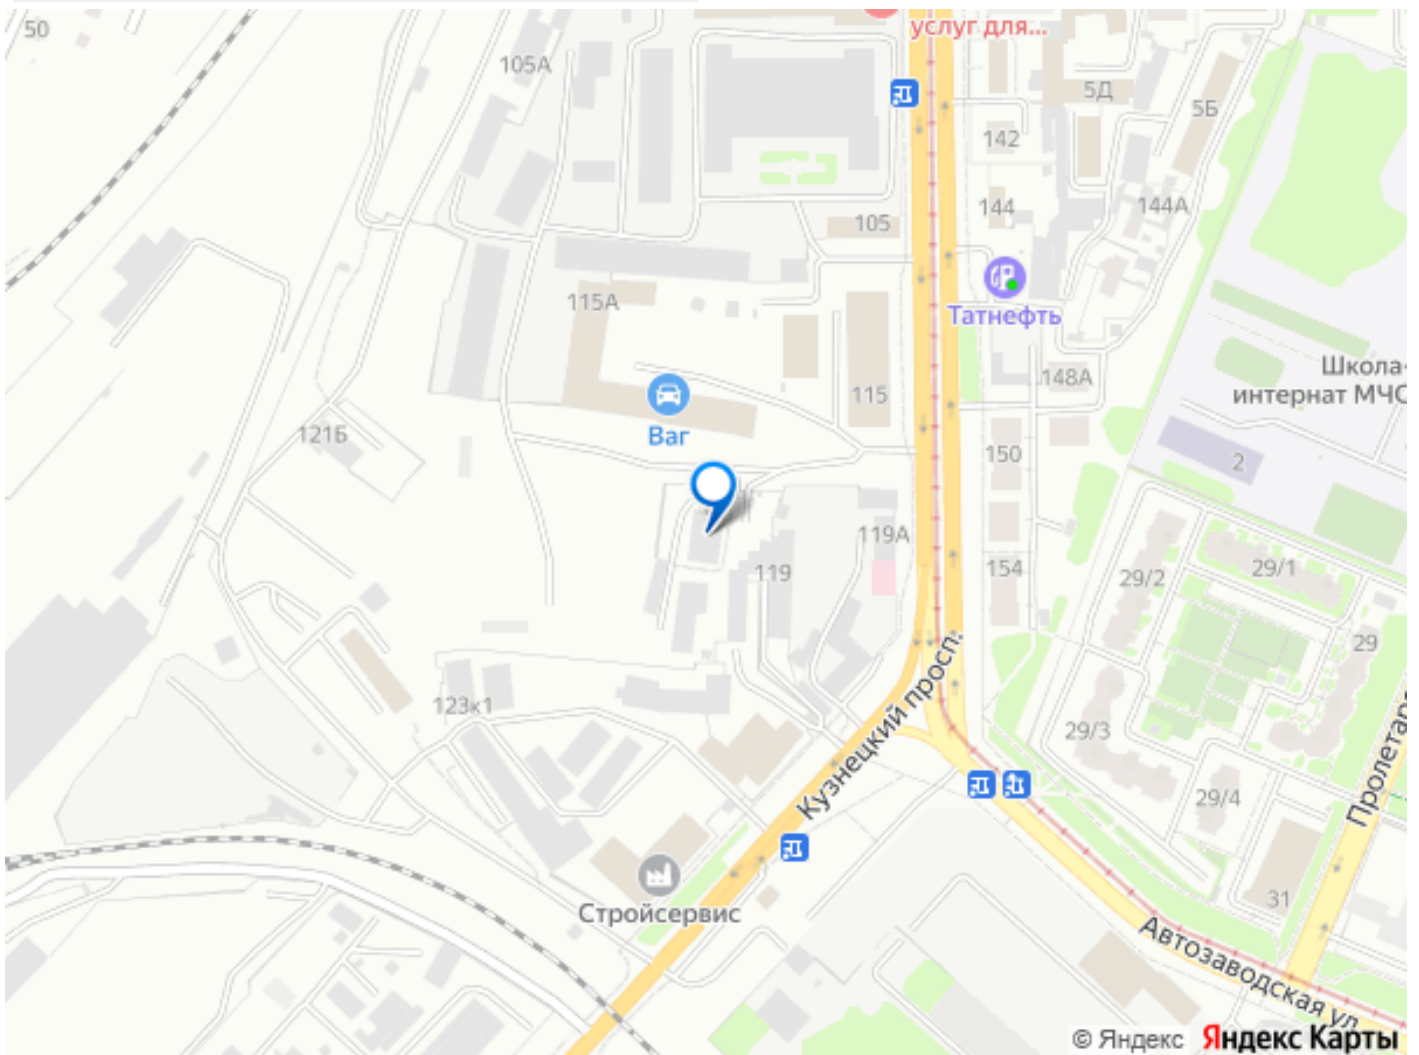 50
услуг для...
105А
5Д
5Б
142
144
144А
105
115А
Татнефть
Школа-
интернат МЧС
148А
115
Ваг
121Б
150
2
119А
119
154
29/2
29/1
29
123к1
Кузнецкий просп.
29/3
29/4
Пролетарс
31
Стройсервис
Автозаводская ул.
© Яндекс Яндекс Карты